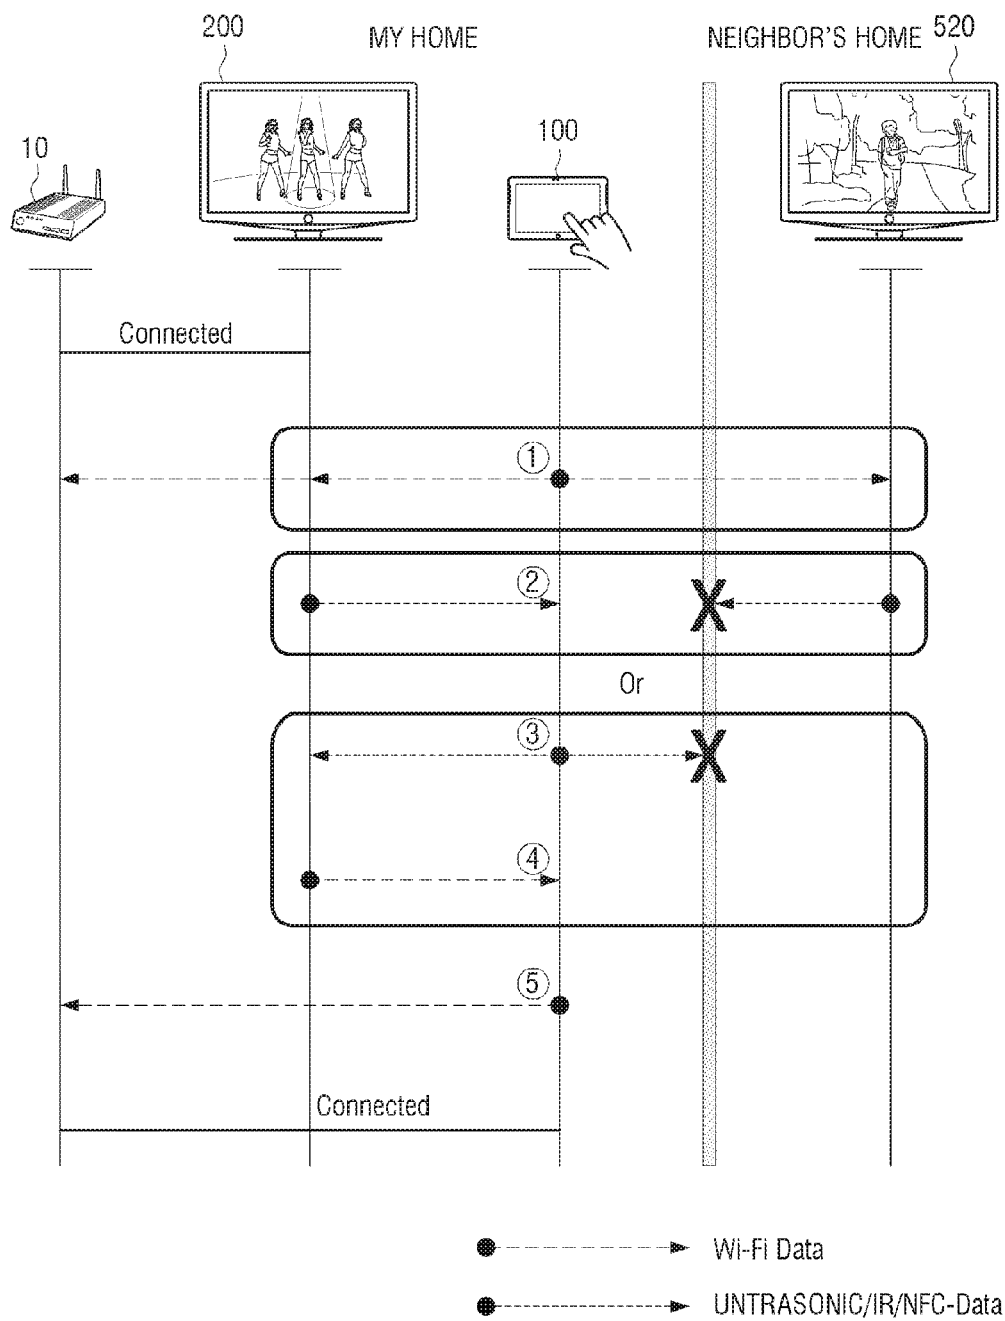 200
MY HOME
NEIGHBOR'S HOME
520
10
100
Connected
1
2
Or
3
4
5
Connected
Wi-Fi Data
UNTRASONIC/IR/NFC-Data